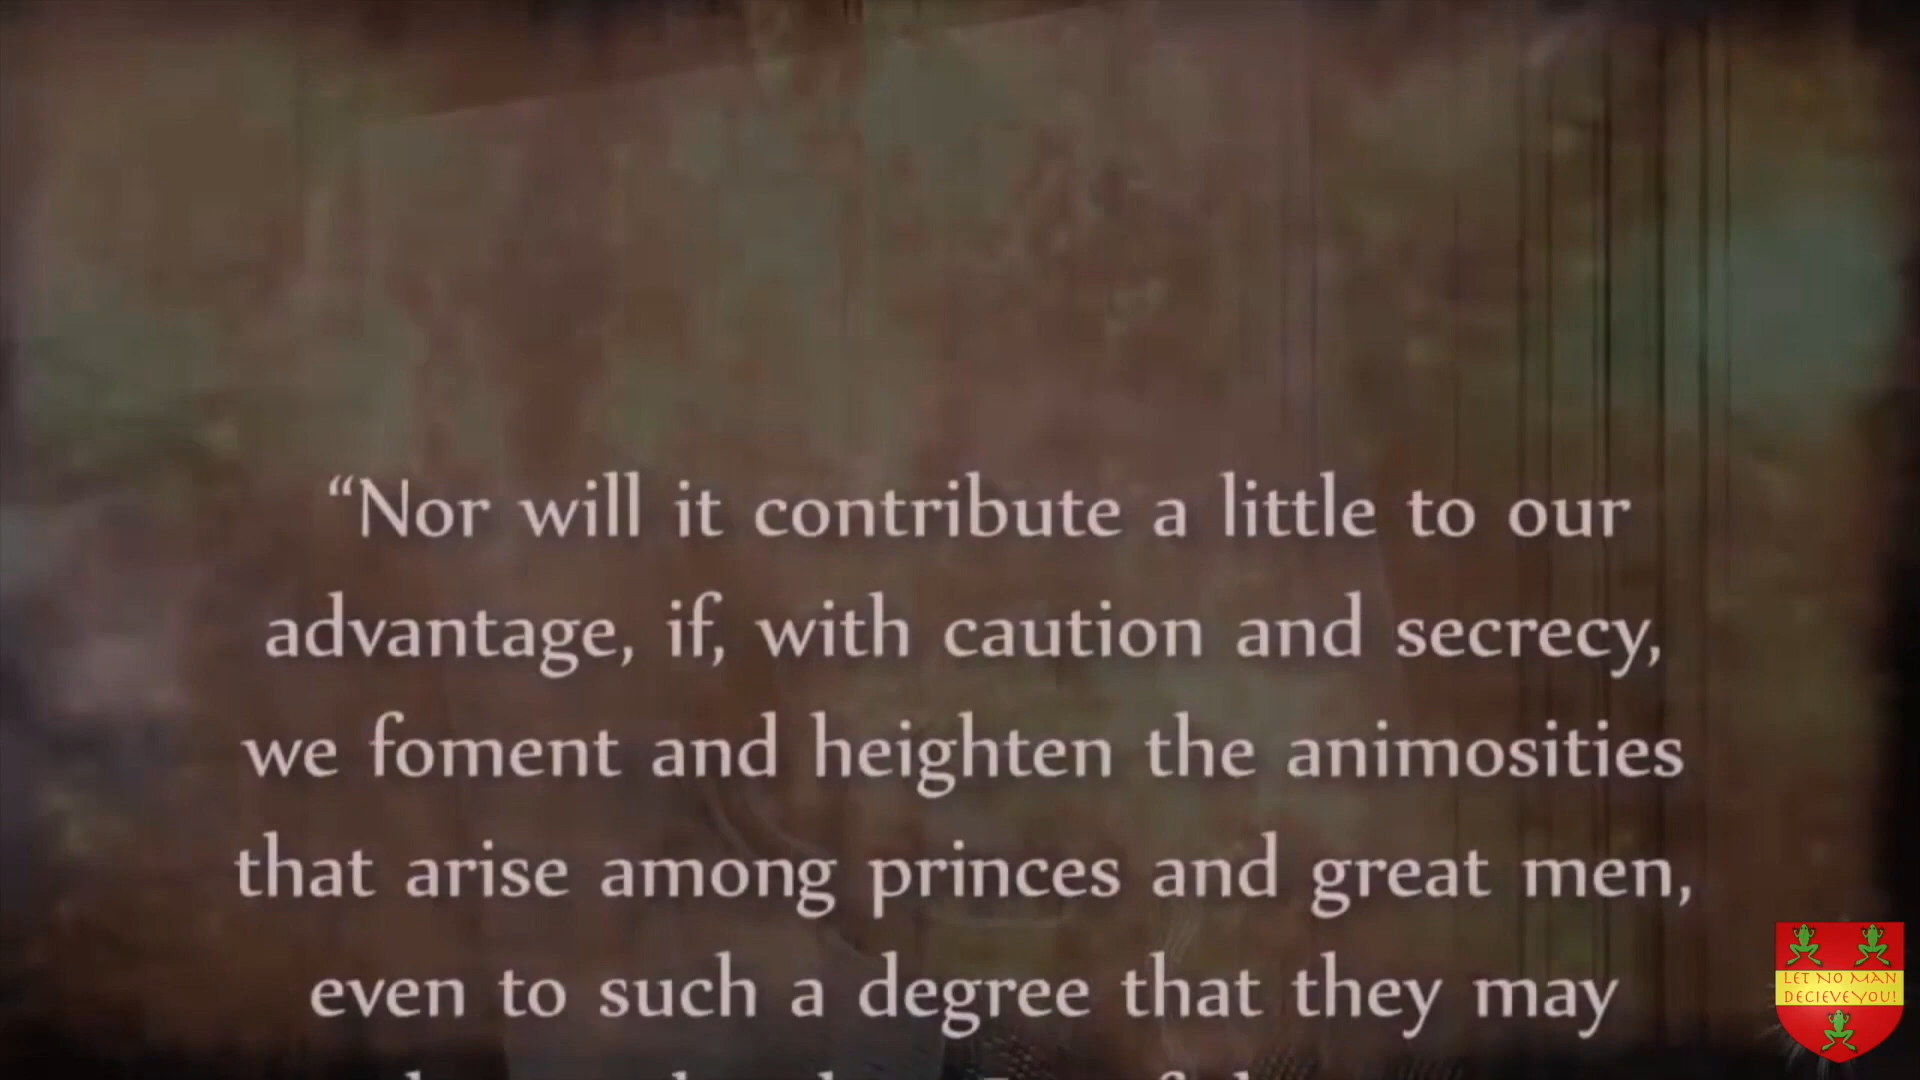 “Nor will it contribute a little to our
advantage, if, with caution and secrecy,
we foment and heighten the animosities
that arise among princes and great men,
even to such a degree that they may
LET NO MAN
DECIEVE YOU!